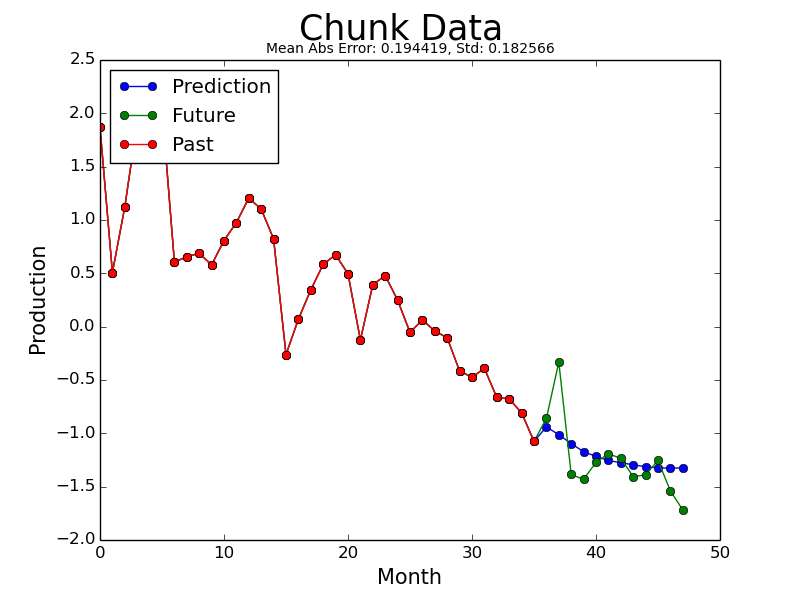 Chunk Data
Mean Abs Error: 0.194419, Std: 0.182566
Prediction
Future
Past
Production
2.5
2.0
1.5
1.0
0.5
0.0
−0.5
−1.0
−1.5
−2.0
0 10 20 30 40 50
Month